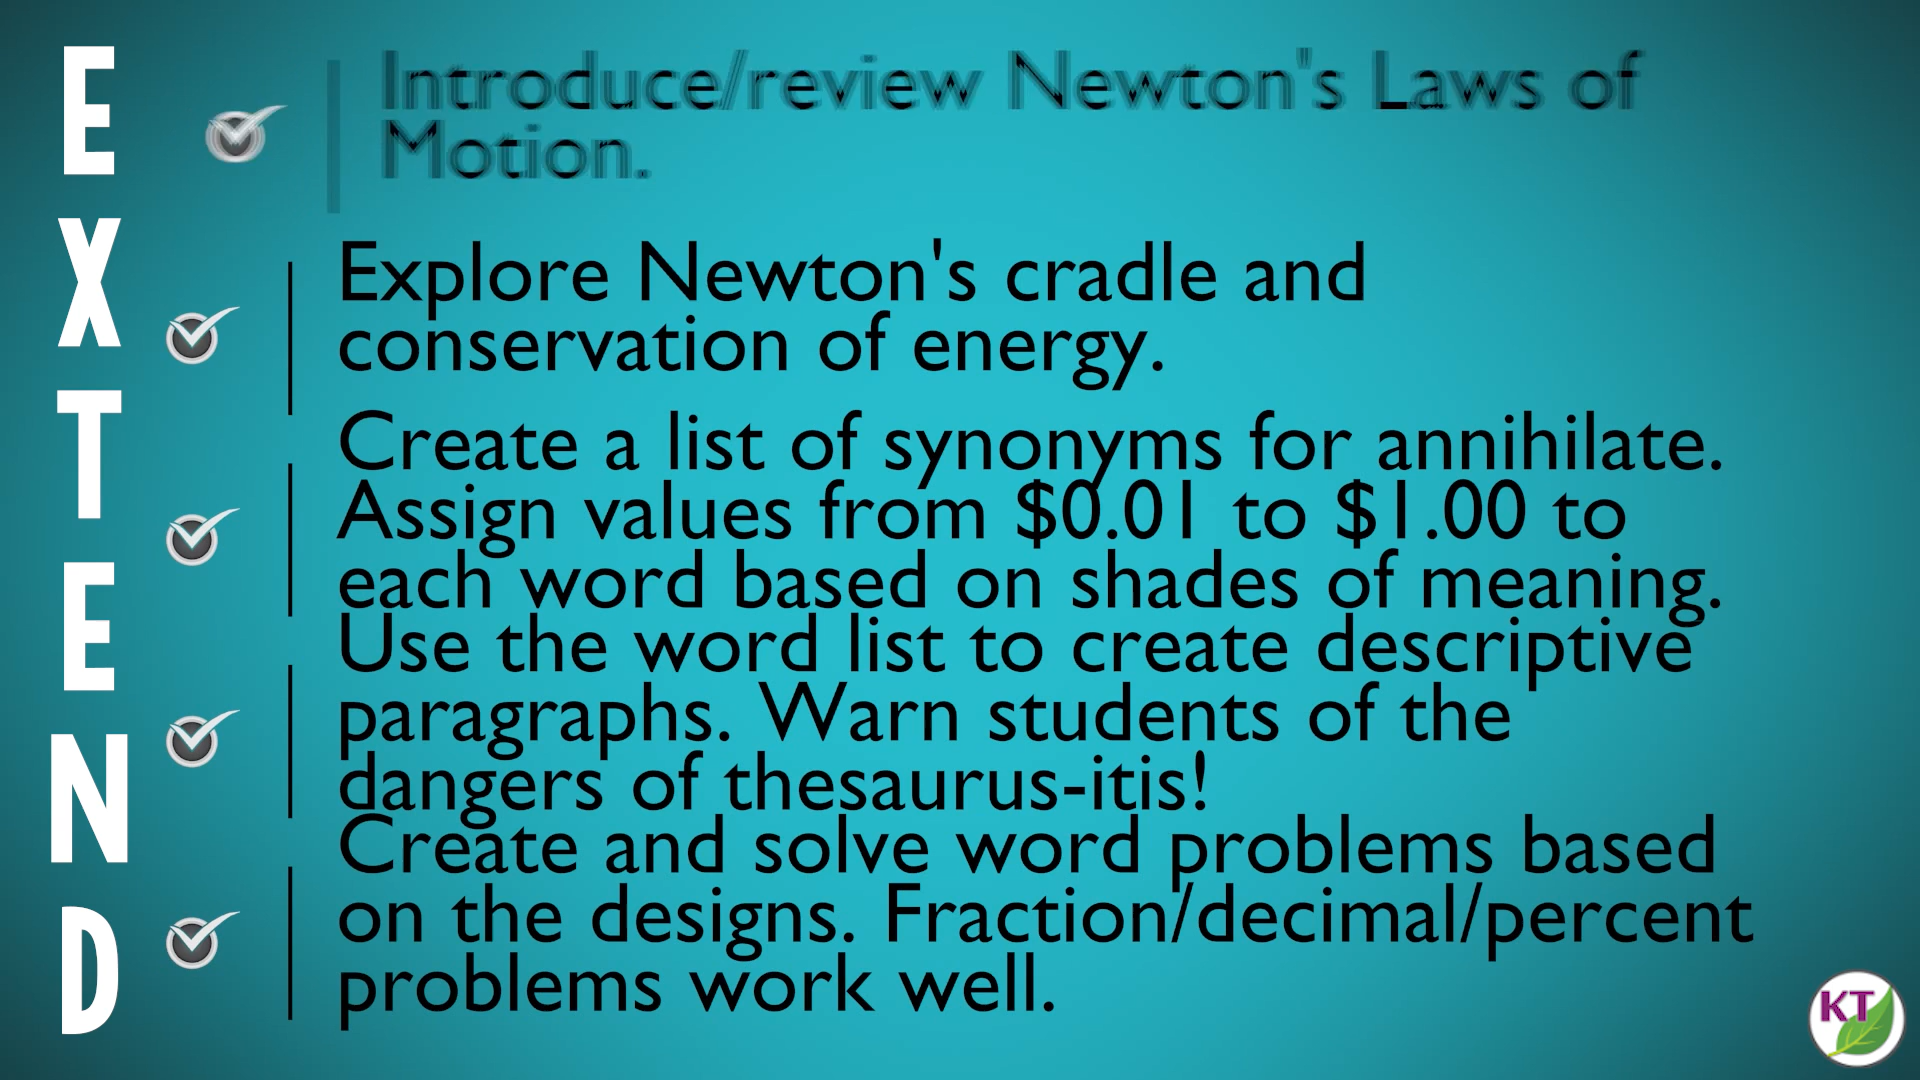 EXTEND
Introduce/review Newton's Laws of
Motion.
Explore Newton's cradle and
conservation of energy.
Create a list of synonyms for annihilate.
Assign values from $0.01 to $1.00 to
each word based on shades of meaning.
Use the word list to create descriptive
paragraphs. Warn students of the
dangers of thesaurus-itis!
Create and solve word problems based
on the designs. Fraction/decimal/percent
problems work well.
KT